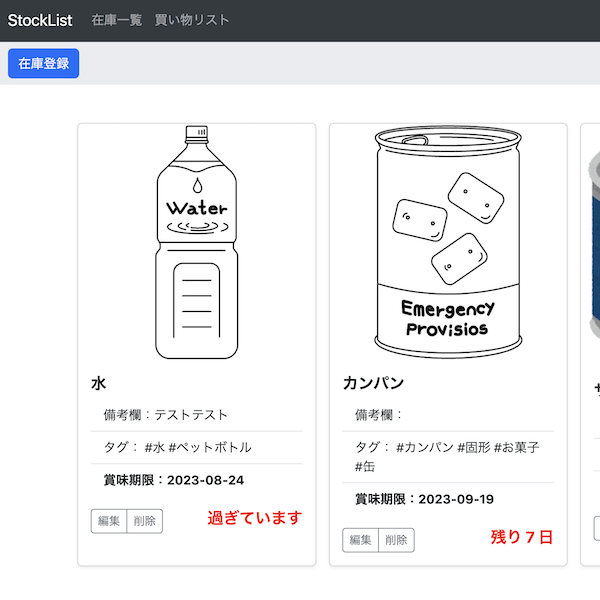 StockList 在庫一覧 買い物リスト
在庫登録
Water
水
備考欄：テストテスト
タグ： #水 #ペットボトル
賞味期限：2023-08-24
編集 削除 過ぎています
Emergency
Provisios
カンパン
備考欄：
タグ： #カンパン #固形 #お菓子
#缶
賞味期限：2023-09-19
編集 削除 残り７日